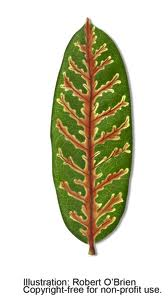 Illustration: Robert O'Brien
Copyright-free for non-profit use.